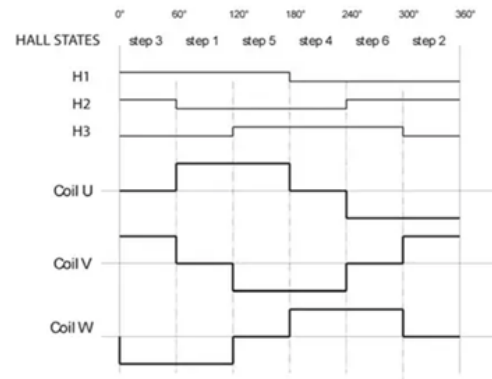 0° 60° 120° 180° 240° 300° 360°
HALL STATES step 3 step 1 step 5 step 4 step 6 step 2
H1
H2
H3
Coil U
Coil V
Coil W